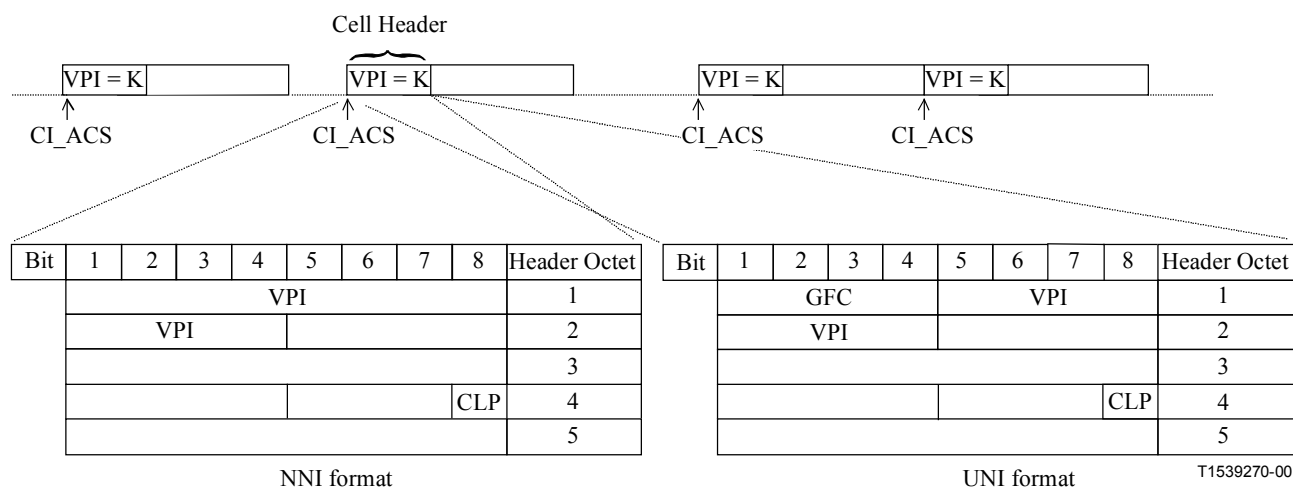 Cell Header
VPI = K VPI = K VPI = K VPI = K
CI_ACS CI_ACS CI_ACS CI_ACS
Bit 1 2 3 4 5 6 7 8 Header Octet
VPI 1
VPI 2
3
CLP 4
5
NNI format
Bit 1 2 3 4 5 6 7 8 Header Octet
GFC VPI 1
VPI 2
3
CLP 4
5
UNI format
T1539270-00